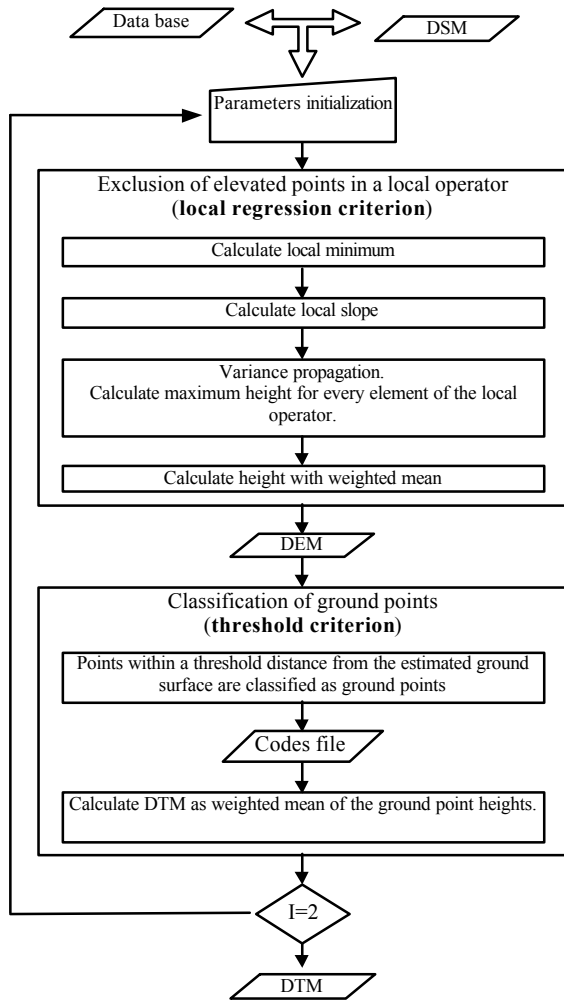 Data base
DSM
Parameters initialization
Exclusion of elevated points in a local operator
(local regression criterion)
Calculate local minimum
Calculate local slope
Variance propagation.
Calculate maximum height for every element of the local
operator.
Calculate height with weighted mean
DEM
Classification of ground points
(threshold criterion)
Points within a threshold distance from the estimated ground
surface are classified as ground points
Codes file
Calculate DTM as weighted mean of the ground point heights.
I=2
DTM